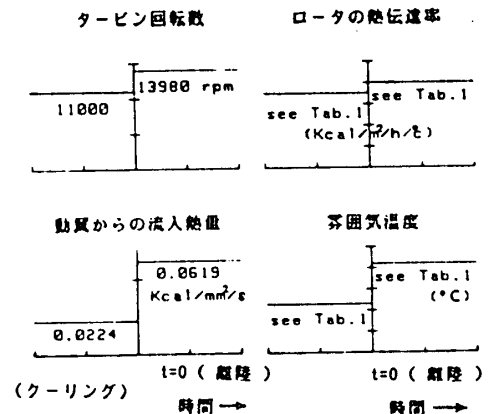 タービン回転数
ロータの熱伝達率
13980 rpm
11000
see Tab.1
see Tab.1
(Kcal/m²/h/℃)
動翼からの流入熱量
雰囲気温度
0.0619
Kcal/mm²/s
0.0224
see Tab.1
(°C)
see Tab.1
t=0 ( 離陸 )
t=0 ( 離陸 )
(クーリング)
時間 →
時間 →